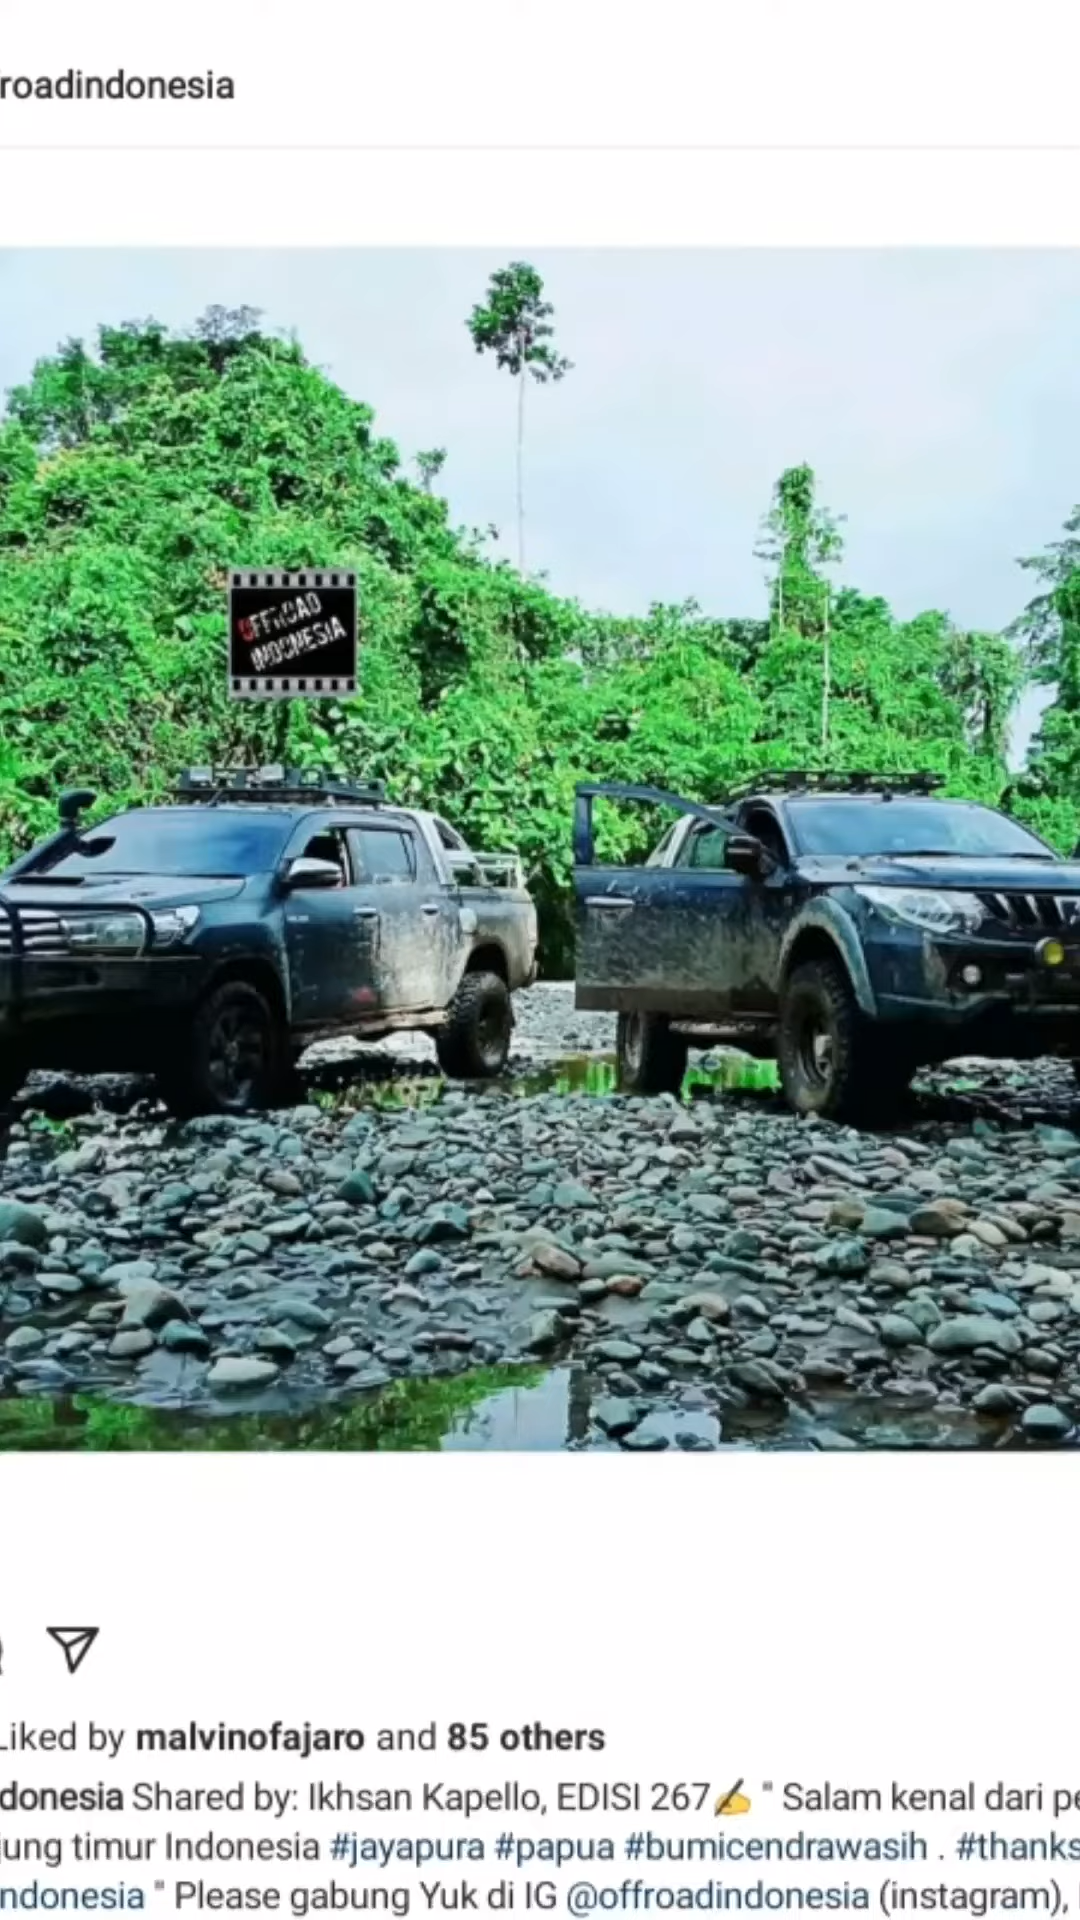 roadindonesia
OFFROAD
INDONESIA
Liked by malvinofajaro and 85 others
donesia Shared by: Ikhsan Kapello, EDISI 267✍️ " Salam kenal dari pe
jung timur Indonesia #jayapura #papua #bumicendrawasih . #thanks
ndonesia " Please gabung Yuk di IG @offroadindonesia (instagram),